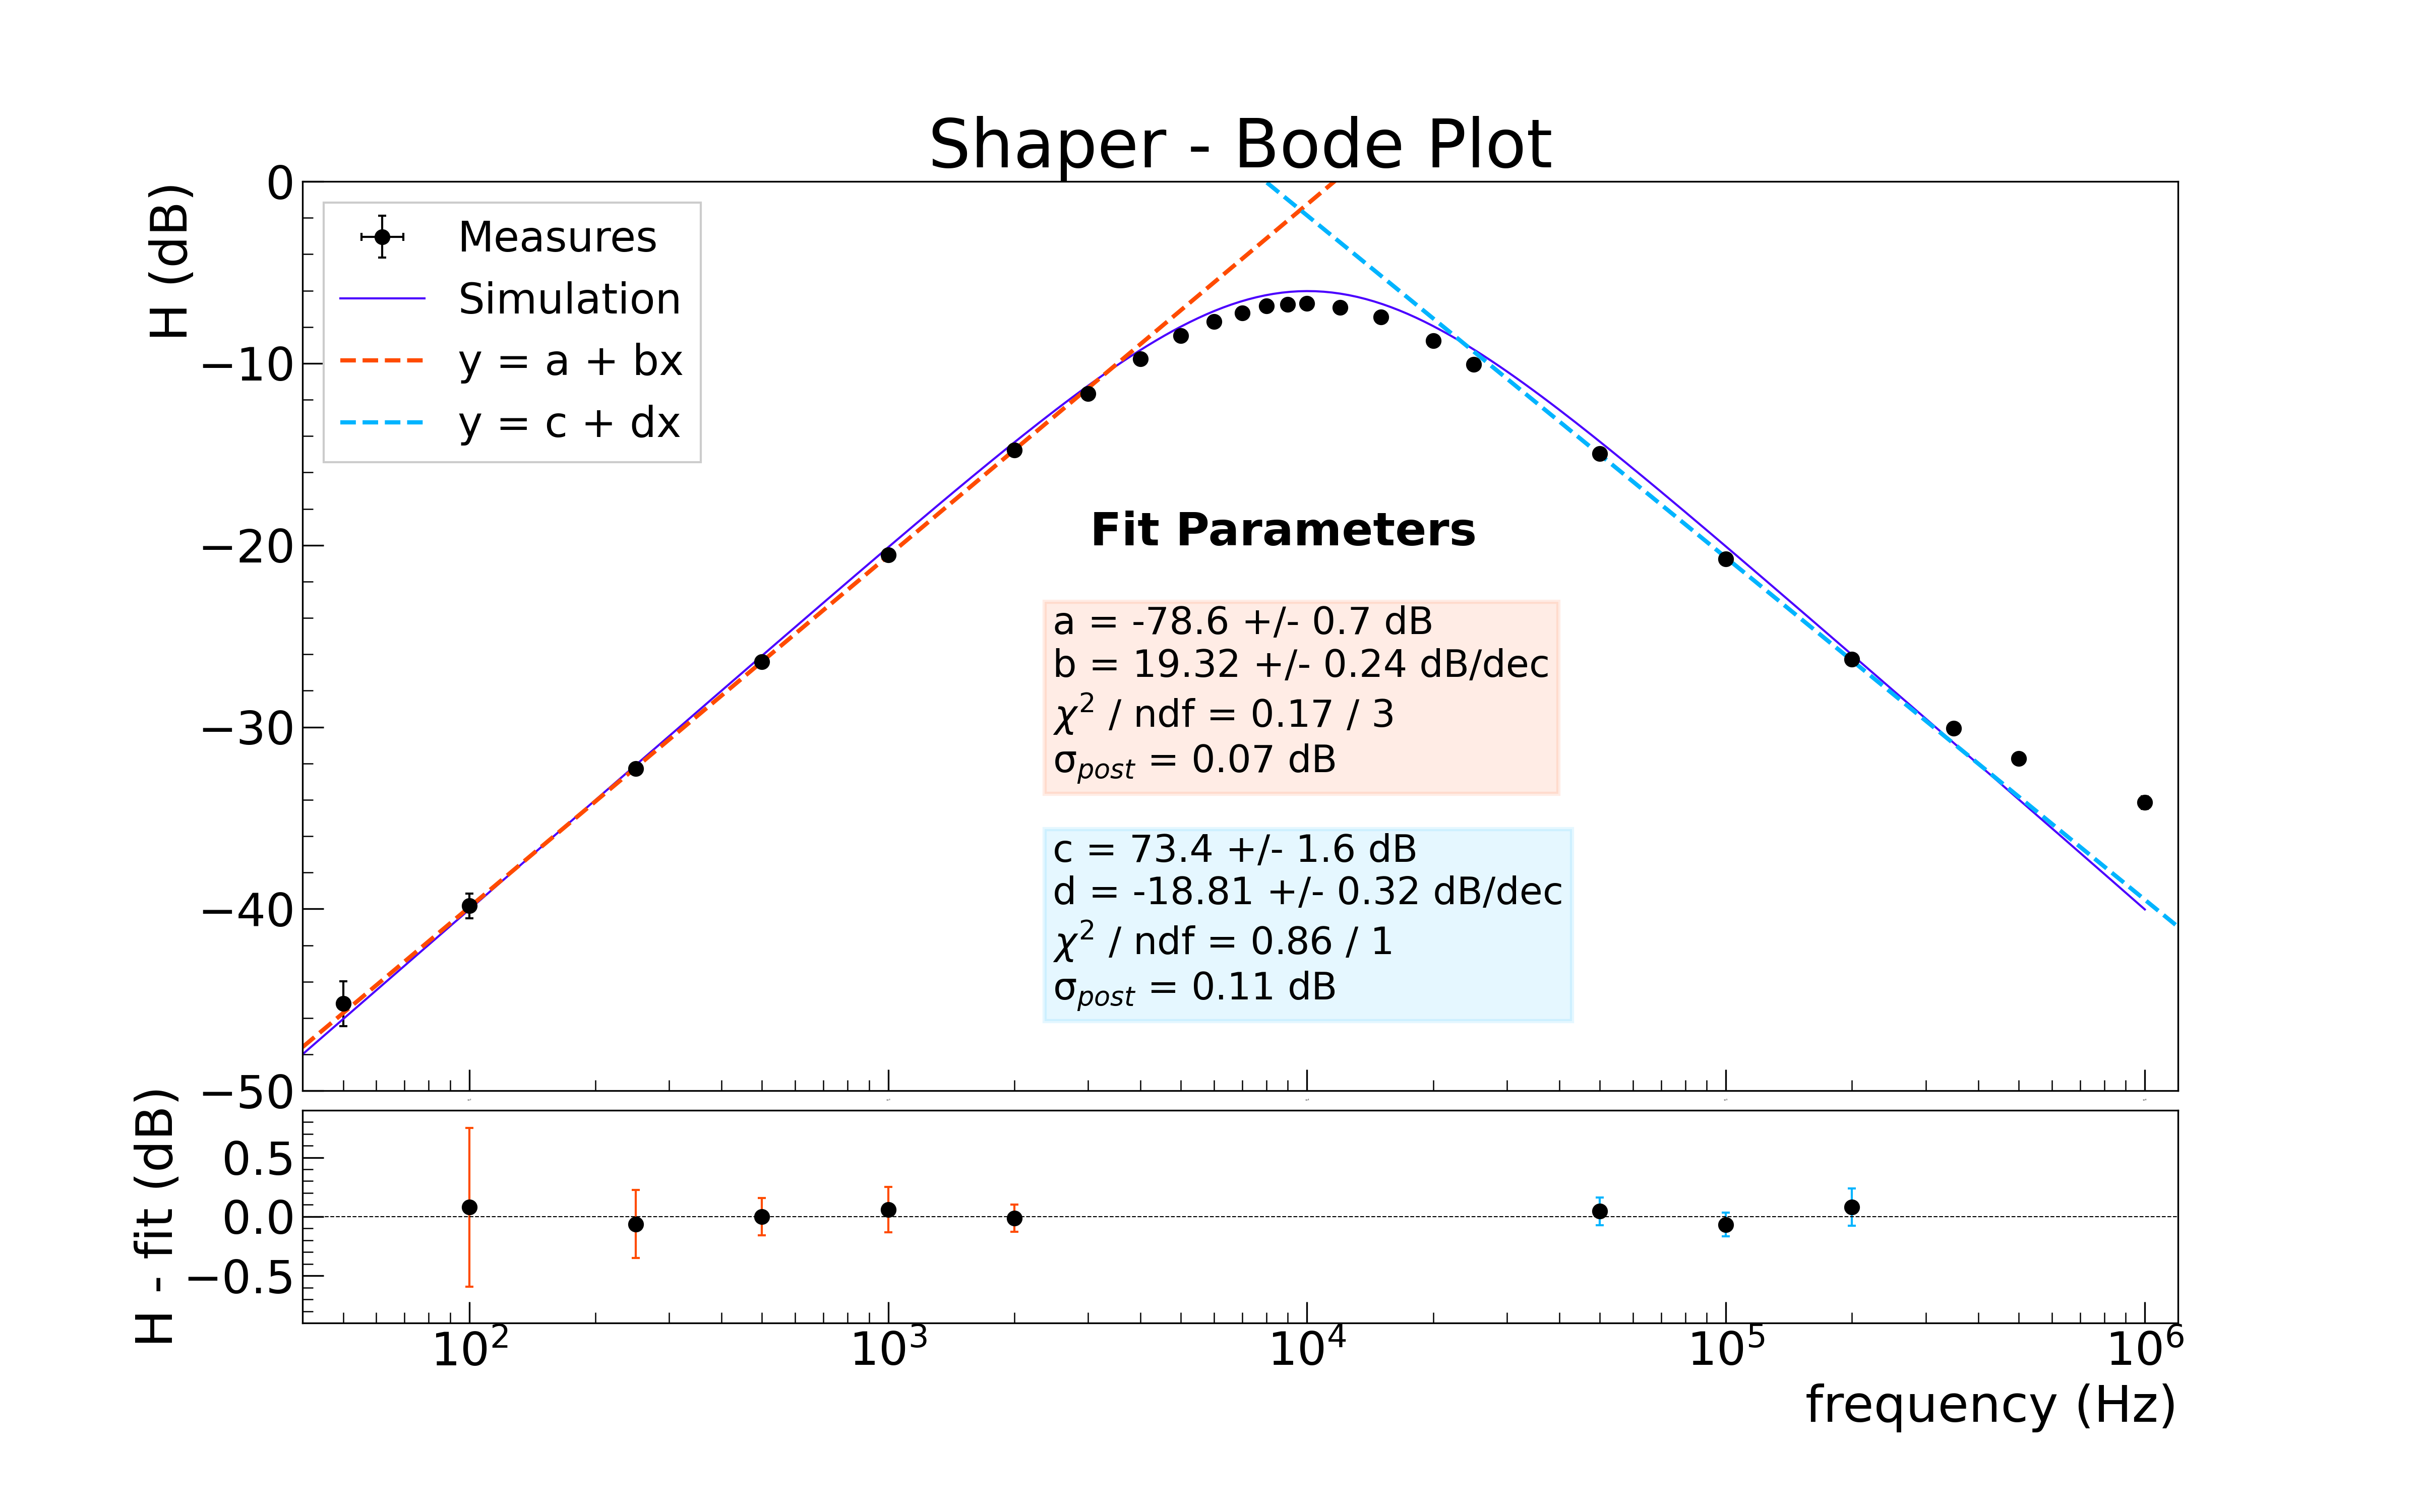 Shaper - Bode Plot
H (dB)
0
−10
−20
−30
−40
−50
Measures
Simulation
y = a + bx
y = c + dx
Fit Parameters
a = -78.6 +/- 0.7 dB
b = 19.32 +/- 0.24 dB/dec
χ² / ndf = 0.17 / 3
σ_post = 0.07 dB
c = 73.4 +/- 1.6 dB
d = -18.81 +/- 0.32 dB/dec
χ² / ndf = 0.86 / 1
σ_post = 0.11 dB
H - fit (dB)
0.5
0.0
−0.5
10² 10³ 10⁴ 10⁵ 10⁶
frequency (Hz)